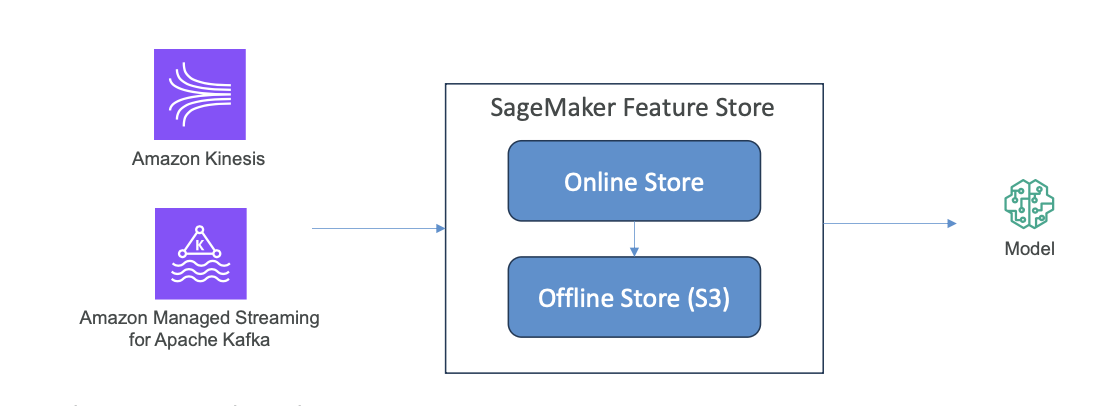 Amazon Kinesis
K
Amazon Managed Streaming
for Apache Kafka
SageMaker Feature Store
Online Store
Offline Store (S3)
Model